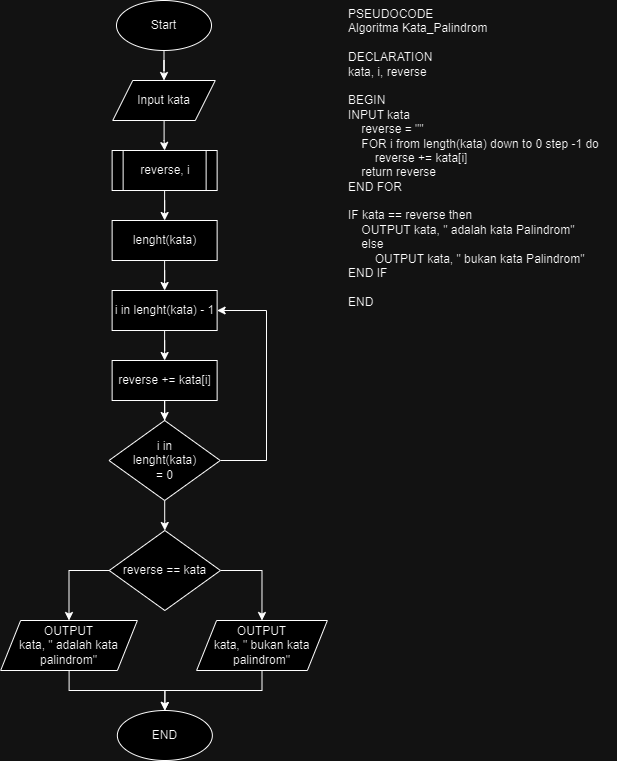 Start
Input kata
reverse, i
lenght(kata)
i in lenght(kata) - 1
reverse += kata[i]
i in
lenght(kata)
= 0
reverse == kata
OUTPUT
kata, " adalah kata
palindrom"
OUTPUT
kata, " bukan kata
palindrom"
END
PSEUDOCODE
Algoritma Kata_Palindrom
DECLARATION
kata, i, reverse
BEGIN
INPUT kata
reverse = ""
FOR i from length(kata) down to 0 step -1 do
reverse += kata[i]
return reverse
END FOR
IF kata == reverse then
OUTPUT kata, " adalah kata Palindrom"
else
OUTPUT kata, " bukan kata Palindrom"
END IF
END